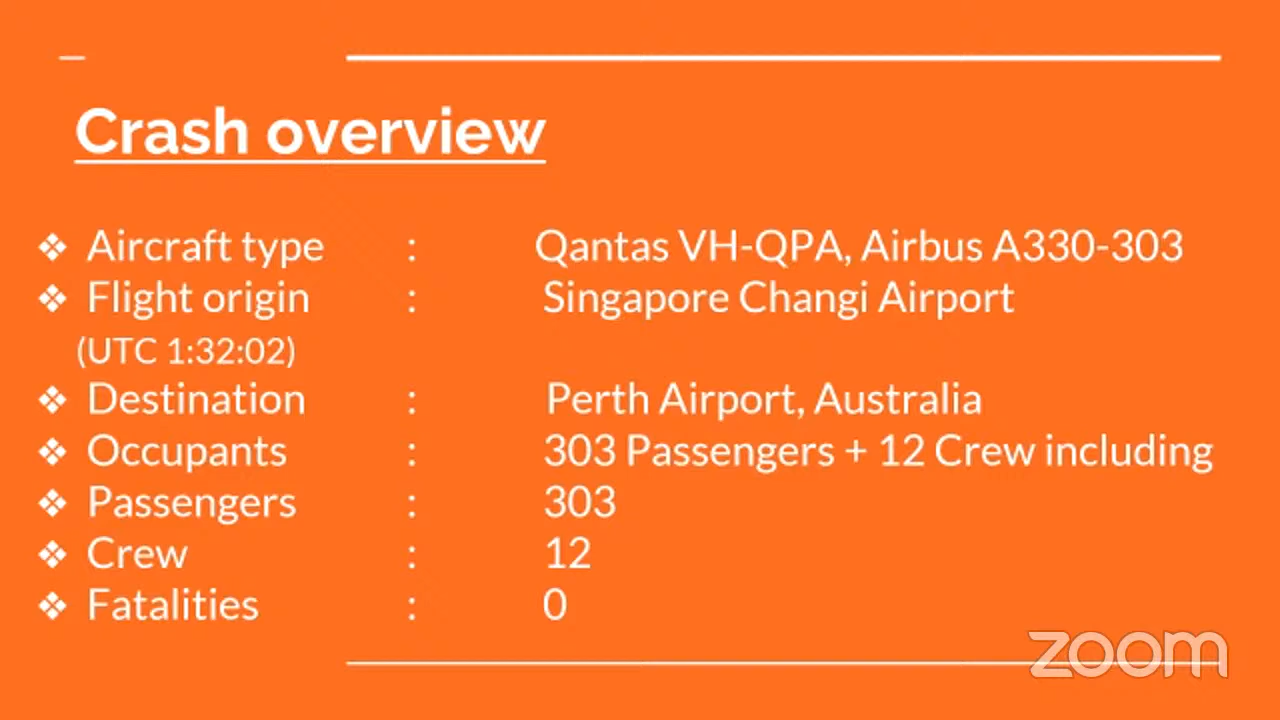 Crash overview
❖ Aircraft type : Qantas VH-QPA, Airbus A330-303
❖ Flight origin : Singapore Changi Airport
(UTC 1:32:02)
❖ Destination : Perth Airport, Australia
❖ Occupants : 303 Passengers + 12 Crew including
❖ Passengers : 303
❖ Crew : 12
❖ Fatalities : 0
zoom